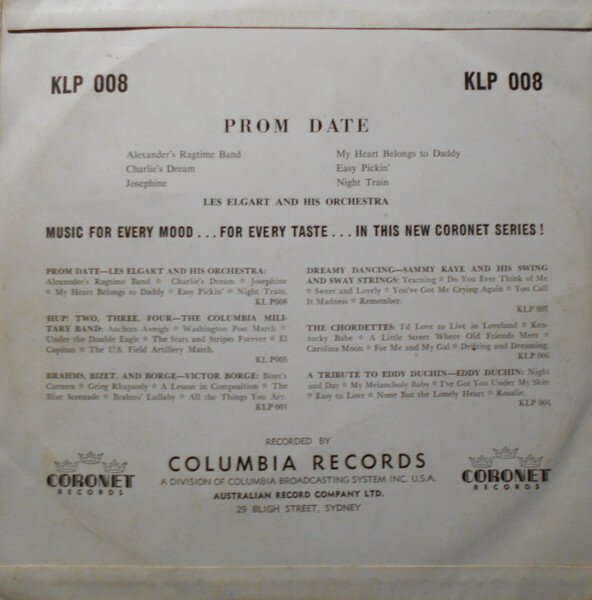 KLP 008
KLP 008
PROM DATE
Alexander's Ragtime Band
Charlie's Dream
Josephine
My Heart Belongs to Daddy
Easy Pickin'
Night Train
LES ELGART AND HIS ORCHESTRA
MUSIC FOR EVERY MOOD . . . FOR EVERY TASTE . . . IN THIS NEW CORONET SERIES !
PROM DATE—LES ELGART AND HIS ORCHESTRA:
Alexander's Ragtime Band ☆ Charlie's Dream ☆ Josephine
☆ My Heart Belongs to Daddy ☆ Easy Pickin' ☆ Night Train.
KLP008
HUP! TWO, THREE, FOUR—THE COLUMBIA MILI-
TARY BAND: Anchors Aweigh ☆ Washington Post March ☆
Under the Double Eagle ☆ The Stars and Stripes Forever ☆ El
Capitan ☆ The U.S. Field Artillery March.
KLP005
BRAHMS, BIZET, AND BORGE—VICTOR BORGE: Bizet's
Carmen ☆ Grieg Rhapsody ☆ A Lesson in Composition ☆ The
Blue Serenade ☆ Brahms' Lullaby ☆ All the Things You Are.
KLP 001
DREAMY DANCING—SAMMY KAYE AND HIS SWING
AND SWAY STRINGS: Yearning ☆ Do You Ever Think of Me
☆ Sweet and Lovely ☆ You've Got Me Crying Again ☆ You Call
It Madness ☆ Remember.
KLP 007
THE CHORDETTES: I'd Love to Live in Loveland ☆ Ken-
tucky Babe ☆ A Little Street Where Old Friends Meet ☆
Carolina Moon ☆ For Me and My Gal ☆ Drifting and Dreaming.
KLP 006
A TRIBUTE TO EDDY DUCHIN—EDDY DUCHIN: Night
and Day ☆ My Melancholy Baby ☆ I've Got You Under My Skin
☆ Easy to Love ☆ None But the Lonely Heart ☆ Rosalie.
KLP 004
RECORDED BY
COLUMBIA RECORDS
A DIVISION OF COLUMBIA BROADCASTING SYSTEM INC. U.S.A.
AUSTRALIAN RECORD COMPANY LTD.
29 BLIGH STREET, SYDNEY
CORONET
RECORDS
CORONET
RECORDS